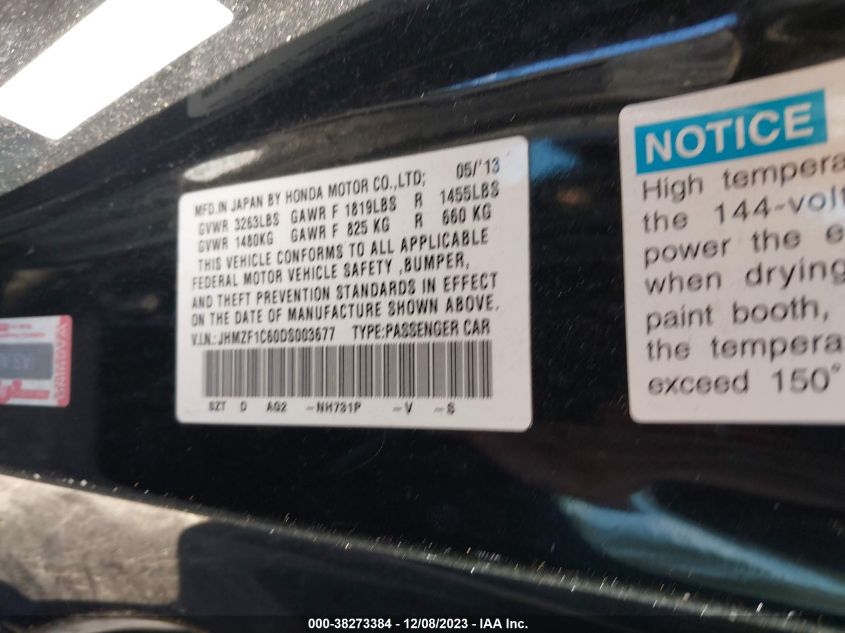 MFD.IN JAPAN BY HONDA MOTOR CO.,LTD; 05/'13
GVWR 3263LBS GAWR F 1819LBS R 1455LBS
GVWR 1480KG GAWR F 825 KG R 660 KG
THIS VEHICLE CONFORMS TO ALL APPLICABLE
FEDERAL MOTOR VEHICLE SAFETY ,BUMPER,
AND THEFT PREVENTION STANDARDS IN EFFECT
ON THE DATE OF MANUFACTURE SHOWN ABOVE.
V.I.N.:JHMZF1C60DS003677 TYPE:PASSENGER CAR
SZT D AG2 -NH731P -V -S
NOTICE
High tempera
the 144-volt
power the e
when drying
paint booth,
the tempera
exceed 150°
WARNING
000-38273384 - 12/08/2023 - IAA Inc.